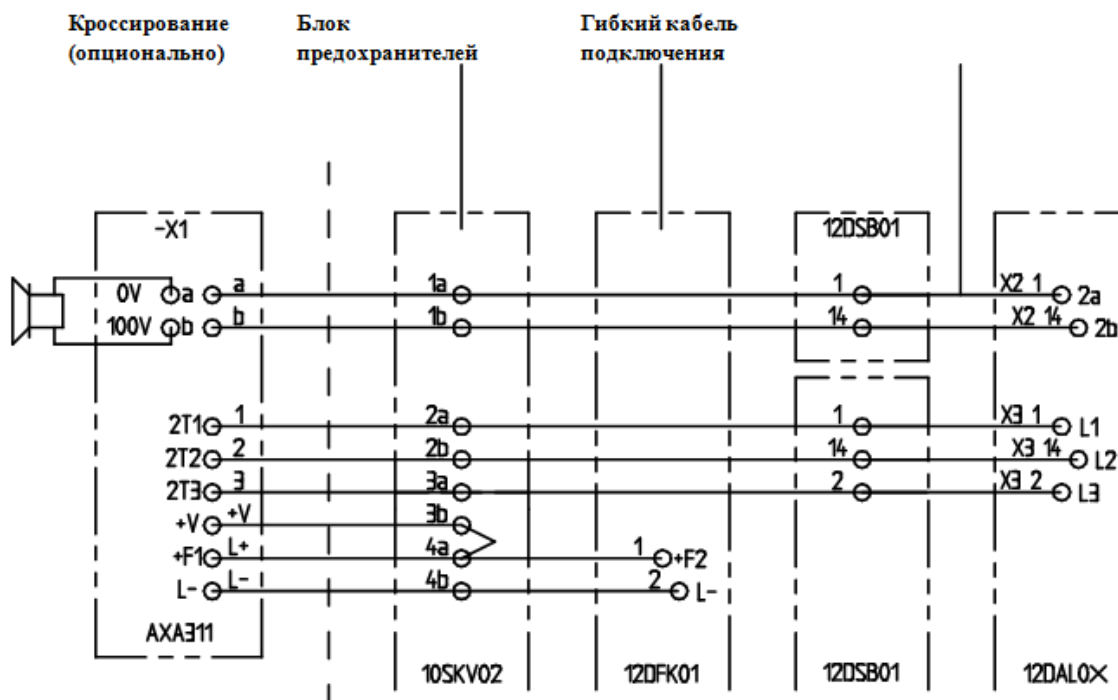 Кроссирование
(опционально)
Блок
предохранителей
Гибкий кабель
подключения
-X1
12DSB01
0V a a 1a 1 X2 1 2a
100V b b 1b 14 X2 14 2b
2T1 1 2a 1 X3 1 L1
2T2 2 2b 14 X3 14 L2
2T3 3 3a 2 X3 2 L3
+V +V 3b
+F1 L+ 4a 1 +F2
L- L- 4b 2 L-
AXA311
10SKV02
12DFK01
12DSB01
12DAL0X